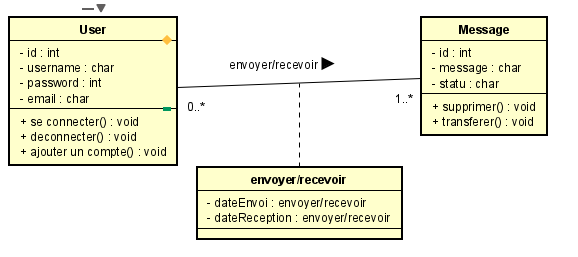 User
- id : int
- username : char
- password : int
- email : char
+ se connecter() : void
+ deconnecter() : void
+ ajouter un compte() : void
envoyer/recevoir
0..*
1..*
Message
- id : int
- message : char
- statu : char
+ supprimer() : void
+ transferer() : void
envoyer/recevoir
- dateEnvoi : envoyer/recevoir
- dateReception : envoyer/recevoir